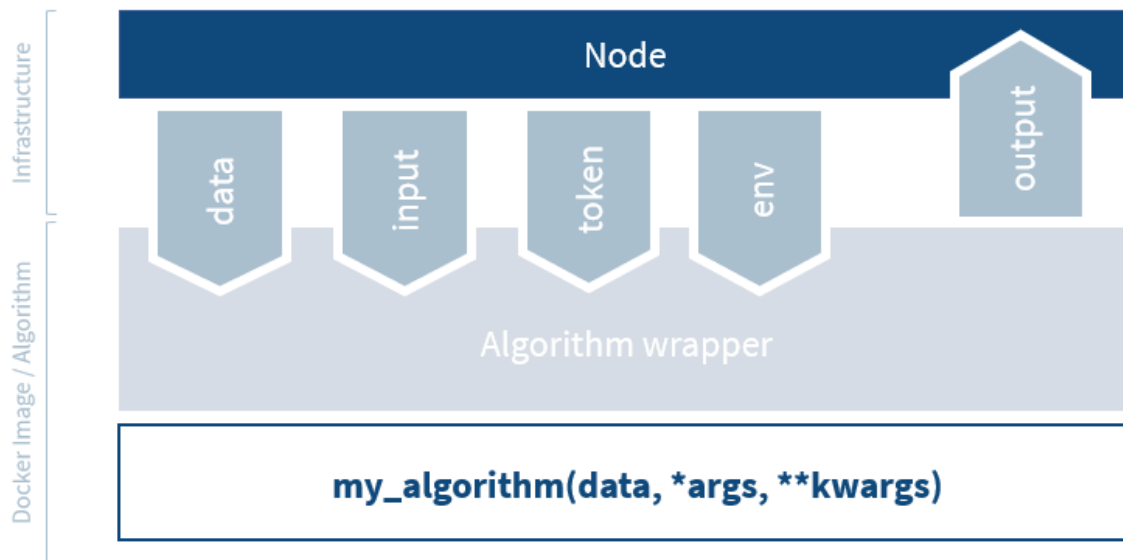 Infrastructure
Node
data
input
token
env
output
Docker Image / Algorithm
Algorithm wrapper
my_algorithm(data, *args, **kwargs)